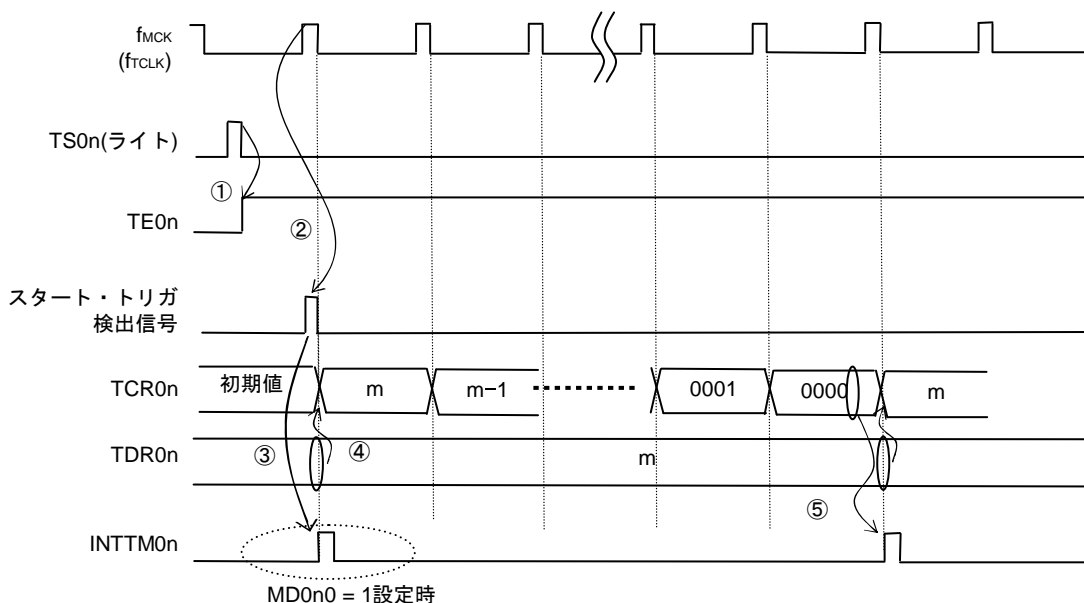 fMCK
(fTCLK)
TS0n(ライト)
①
TE0n
②
スタート・トリガ
検出信号
TCR0n 初期値 m m−1 0001 0000 m
TDR0n ③ ④ m
⑤
INTTM0n
MD0n0 = 1設定時